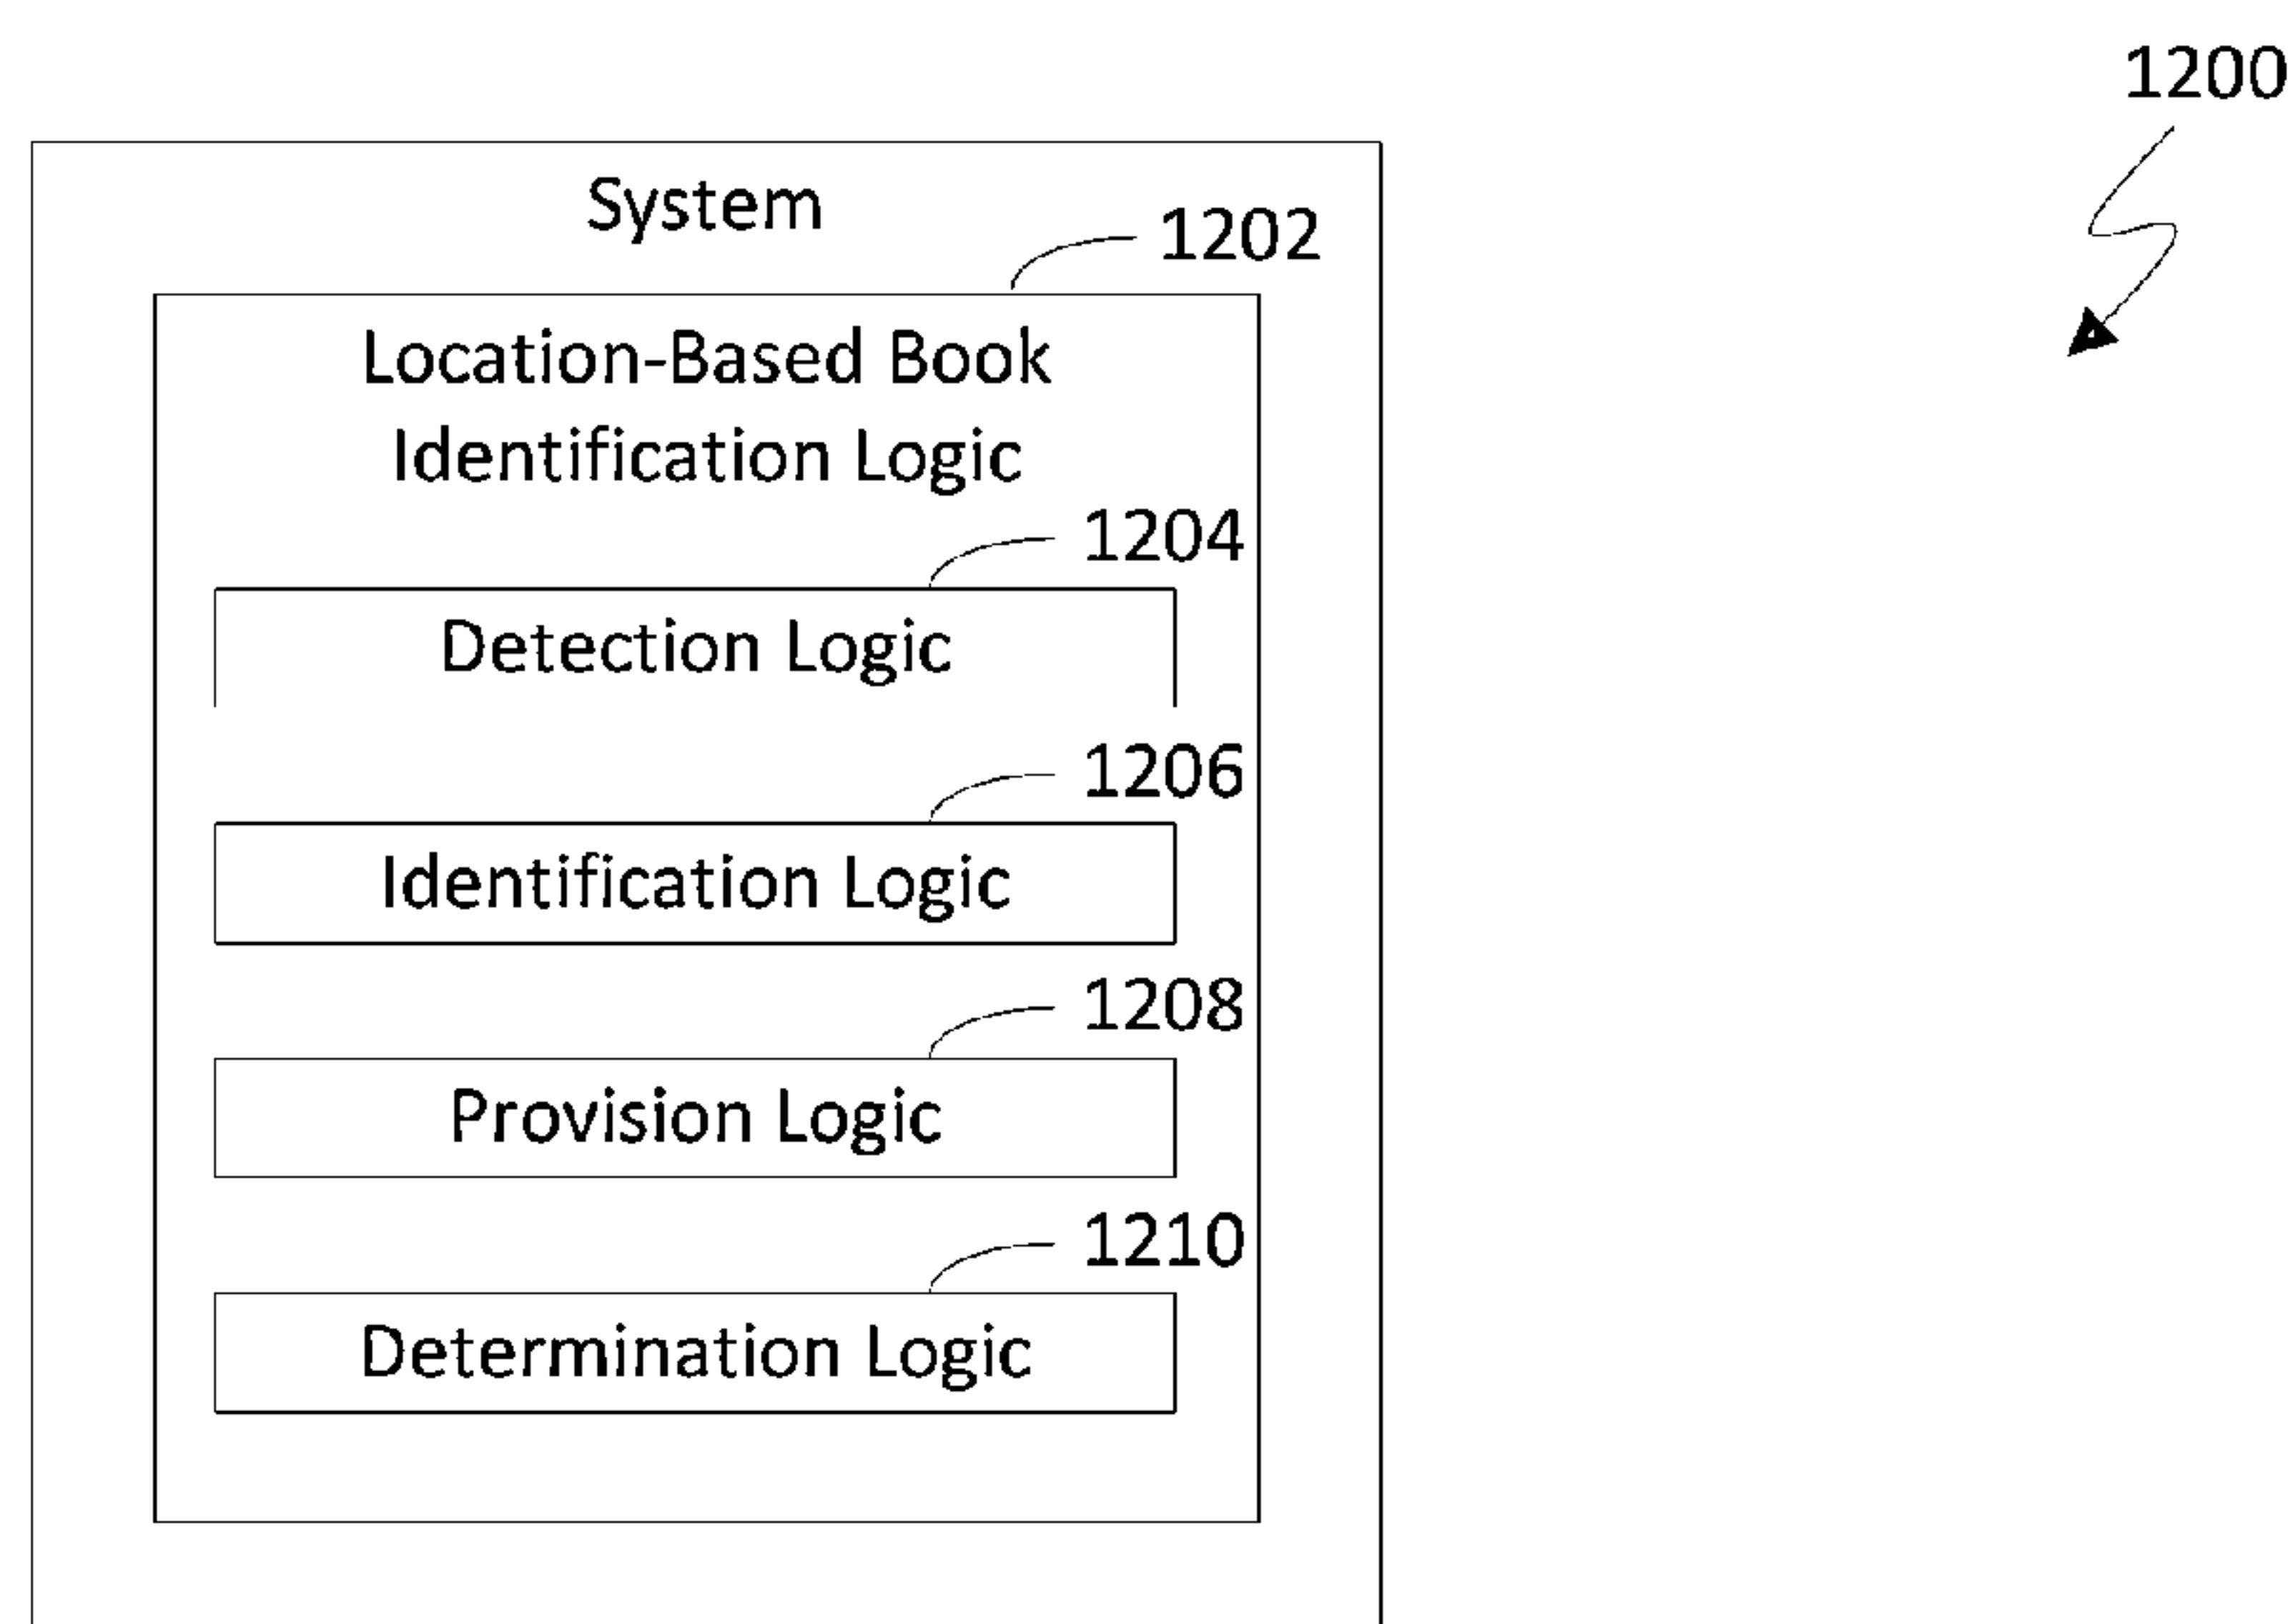 1200
System
1202
Location-Based Book
Identification Logic
1204
Detection Logic
1206
Identification Logic
1208
Provision Logic
1210
Determination Logic